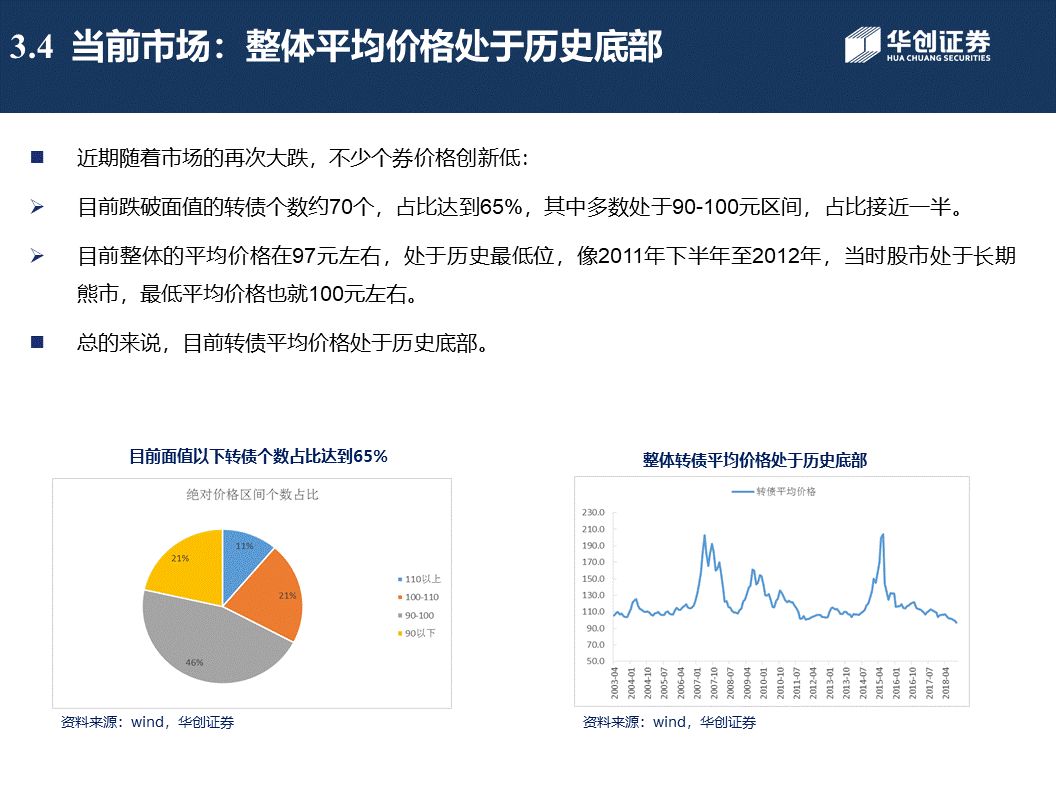 3.4 当前市场：整体平均价格处于历史底部
华创证券
HUA CHUANG SECURITIES
近期随着市场的再次大跌，不少个券价格创新低：
目前跌破面值的转债个数约70个，占比达到65%，其中多数处于90-100元区间，占比接近一半。
目前整体的平均价格在97元左右，处于历史最低位，像2011年下半年至2012年，当时股市处于长期
熊市，最低平均价格也就100元左右。
总的来说，目前转债平均价格处于历史底部。
目前面值以下转债个数占比达到65%
绝对价格区间个数占比
11%
21%
21%
46%
110以上
100-110
90-100
90以下
资料来源：wind，华创证券
整体转债平均价格处于历史底部
转债平均价格
230.0
210.0
190.0
170.0
150.0
130.0
110.0
90.0
70.0
50.0
2003-04
2004-01
2004-10
2005-07
2006-04
2007-01
2007-10
2008-07
2009-04
2010-01
2010-10
2011-07
2012-04
2013-01
2013-10
2014-07
2015-04
2016-01
2016-10
2017-07
2018-04
资料来源：wind，华创证券